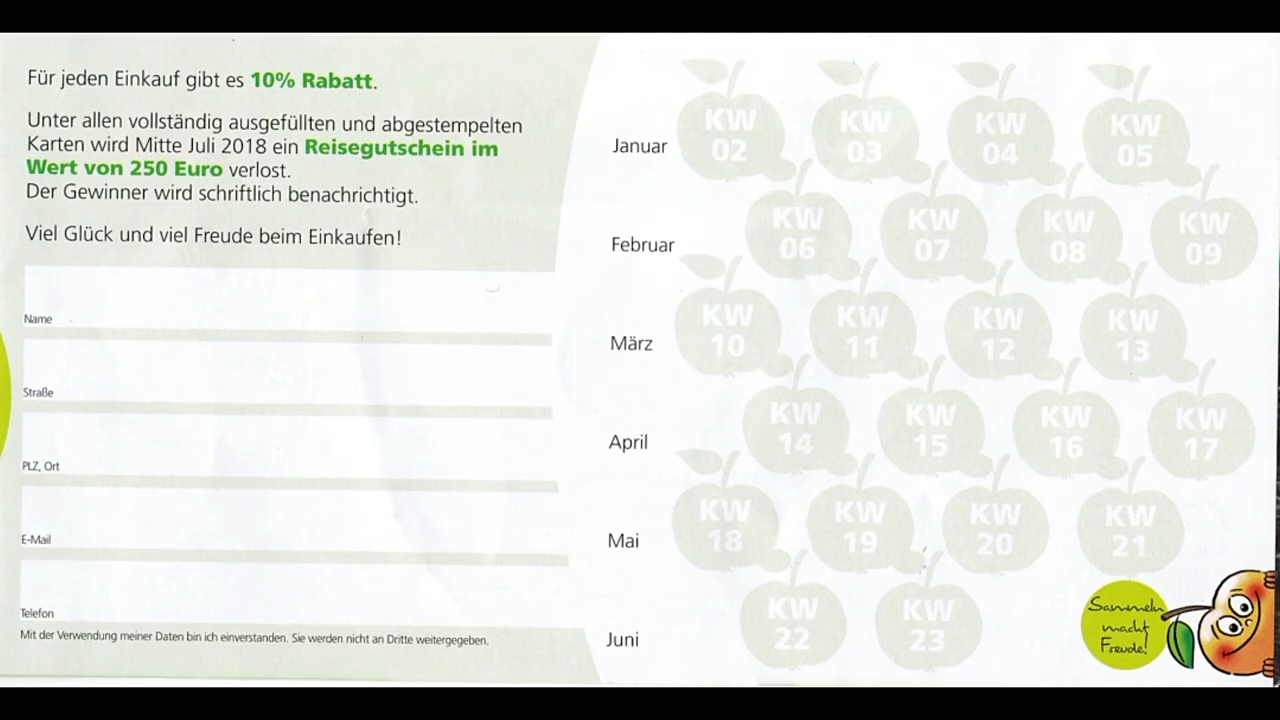 Für jeden Einkauf gibt es 10% Rabatt.
Unter allen vollständig ausgefüllten und abgestempelten
Karten wird Mitte Juli 2018 ein Reisegutschein im
Wert von 250 Euro verlost.
Der Gewinner wird schriftlich benachrichtigt.
Viel Glück und viel Freude beim Einkaufen!
Name
Straße
PLZ, Ort
E-Mail
Telefon
Mit der Verwendung meiner Daten bin ich einverstanden. Sie werden nicht an Dritte weitergegeben.
Januar
KW
02
KW
03
KW
04
KW
05
Februar
KW
06
KW
07
KW
08
KW
09
März
KW
10
KW
11
KW
12
KW
13
April
KW
14
KW
15
KW
16
KW
17
Mai
KW
18
KW
19
KW
20
KW
21
Juni
KW
22
KW
23
Sammeln
macht
Freude!